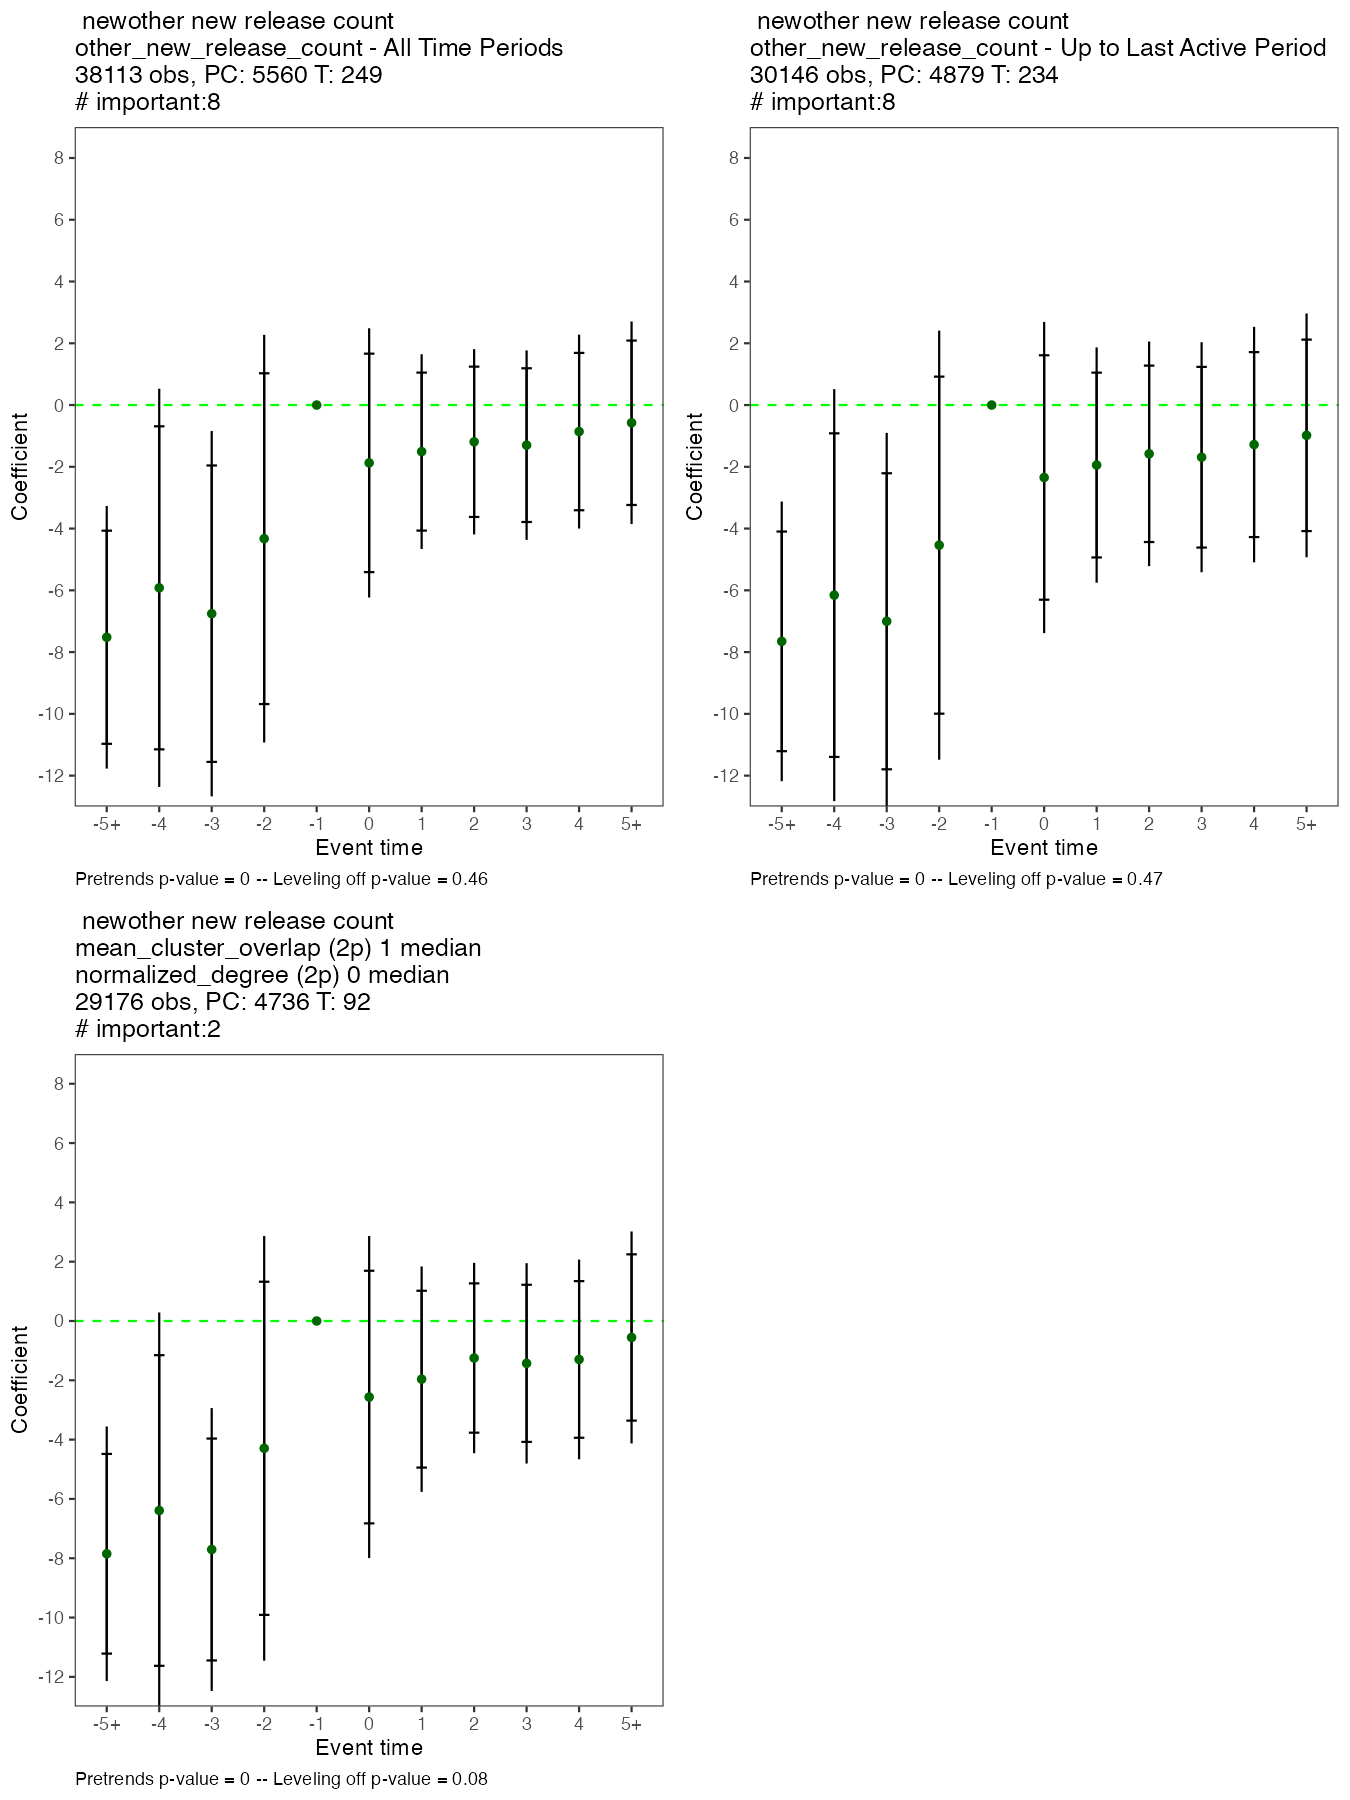 newother new release count
other_new_release_count - All Time Periods
38113 obs, PC: 5560 T: 249
# important:8
8
6
4
2
0
-2
-4
-6
-8
-10
-12
Coefficient
-5+ -4 -3 -2 -1 0 1 2 3 4 5+
Event time
Pretrends p-value = 0 -- Leveling off p-value = 0.46
newother new release count
other_new_release_count - Up to Last Active Period
30146 obs, PC: 4879 T: 234
# important:8
8
6
4
2
0
-2
-4
-6
-8
-10
-12
Coefficient
-5+ -4 -3 -2 -1 0 1 2 3 4 5+
Event time
Pretrends p-value = 0 -- Leveling off p-value = 0.47
newother new release count
mean_cluster_overlap (2p) 1 median
normalized_degree (2p) 0 median
29176 obs, PC: 4736 T: 92
# important:2
8
6
4
2
0
-2
-4
-6
-8
-10
-12
Coefficient
-5+ -4 -3 -2 -1 0 1 2 3 4 5+
Event time
Pretrends p-value = 0 -- Leveling off p-value = 0.08